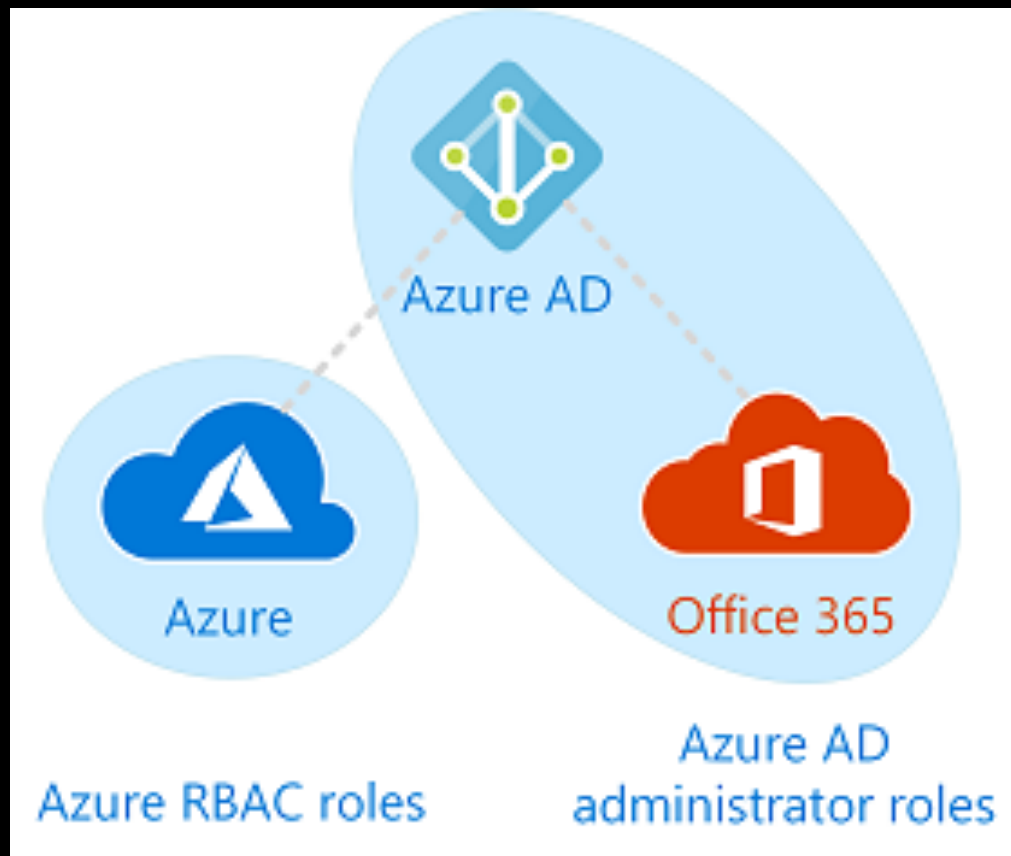 Azure AD
Azure
Office 365
Azure RBAC roles
Azure AD
administrator roles